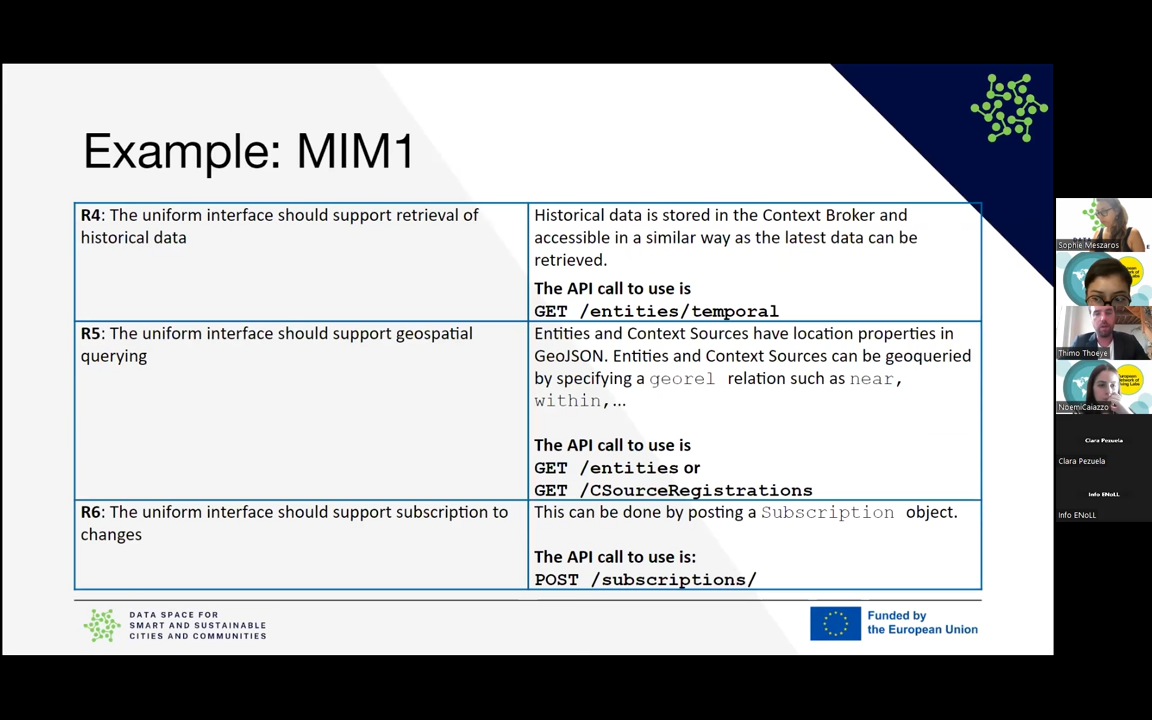 Example: MIM1
R4: The uniform interface should support retrieval of
historical data
Historical data is stored in the Context Broker and
accessible in a similar way as the latest data can be
retrieved.
The API call to use is
GET /entities/temporal
R5: The uniform interface should support geospatial
querying
Entities and Context Sources have location properties in
GeoJSON. Entities and Context Sources can be geoqueried
by specifying a georel relation such as near,
within,...
The API call to use is
GET /entities or
GET /CSourceRegistrations
R6: The uniform interface should support subscription to
changes
This can be done by posting a Subscription object.
The API call to use is:
POST /subscriptions/
DATA SPACE FOR
SMART AND SUSTAINABLE
CITIES AND COMMUNITIES
Funded by
the European Union
Sophie Meszaros
Thimo Thoeye
NoemiCaiazzo
Clara Pezuela
Clara Pezuela
Info ENoLL
Info ENoLL